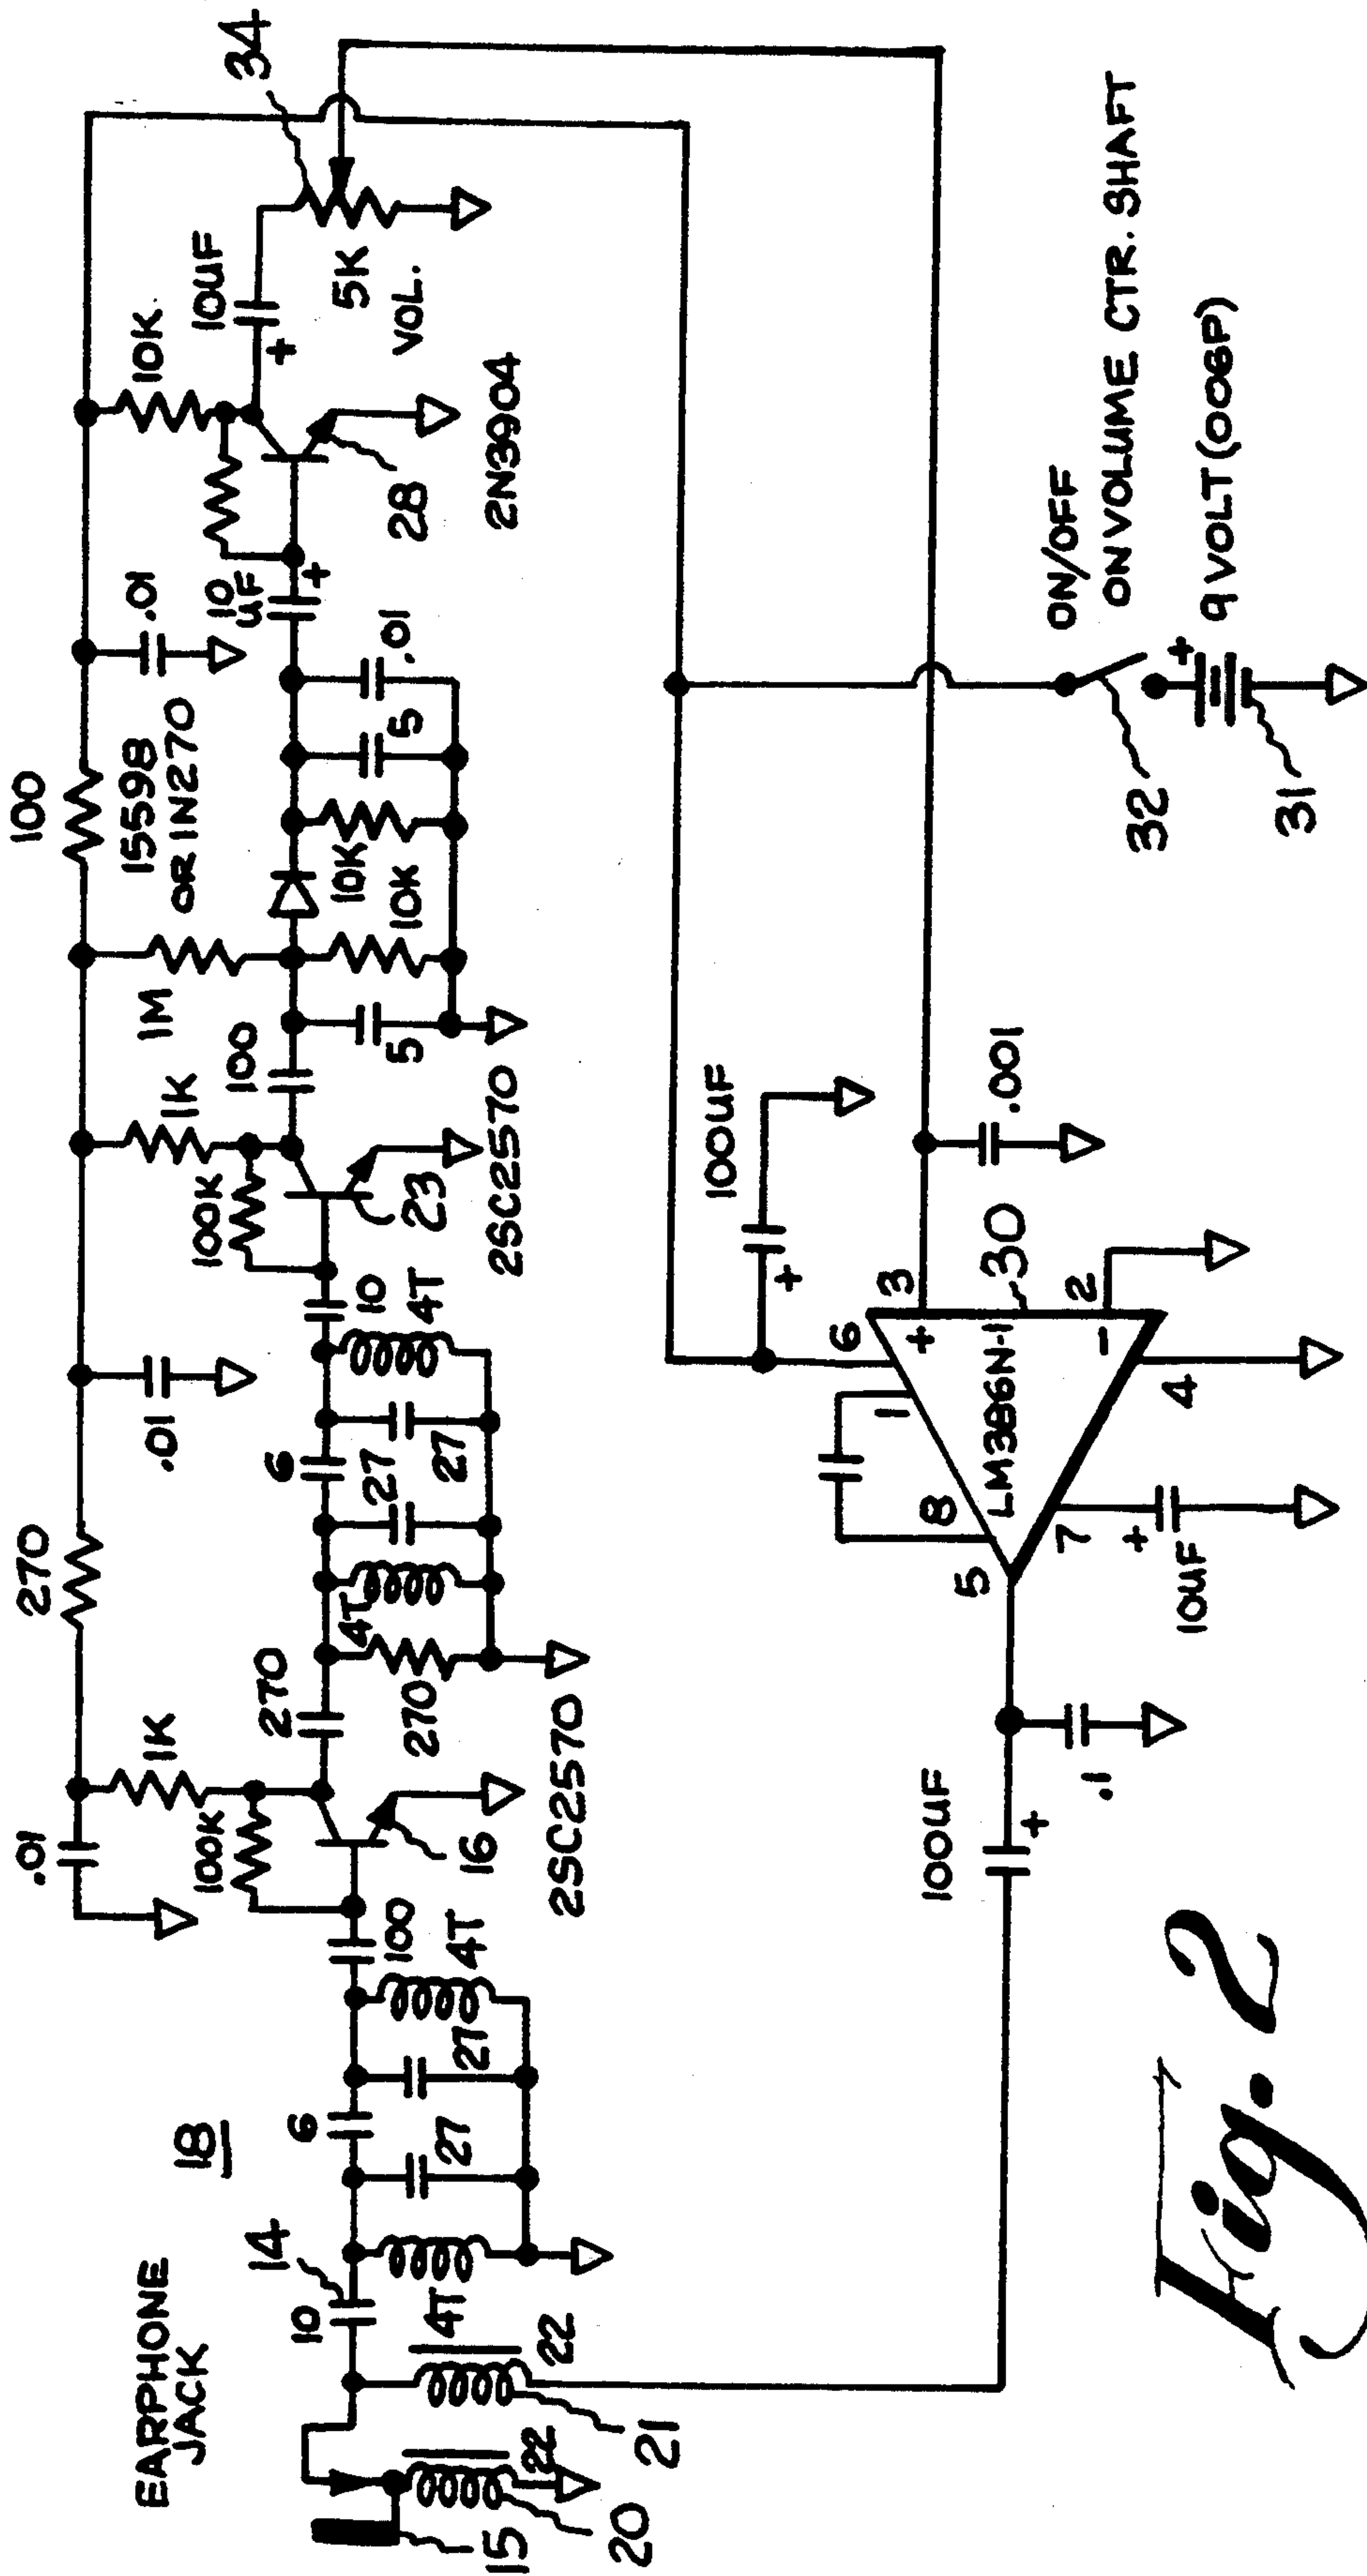 EARPHONE
JACK
18
14
10
4T
22
21
22
20
15
6
27
27
4T
100
.01
100K
1K
16
2SC2570
270
270
270
4T
6
27
27
.01
10
4T
100K
1K
23
2SC2570
100
1M
5
10K
10K
5
.01
100
15598
OR IN270
.01
10
UF
+
28
2N3904
10K
10UF
+
5K
VOL.
34
100UF
+
.1
5
8
1
6
3
+
LM386N-1
30
-
2
7
4
+
10UF
100UF
+
.001
ON/OFF
ON VOLUME CTR. SHAFT
32
+
9 VOLT (006P)
31
Fig. 2